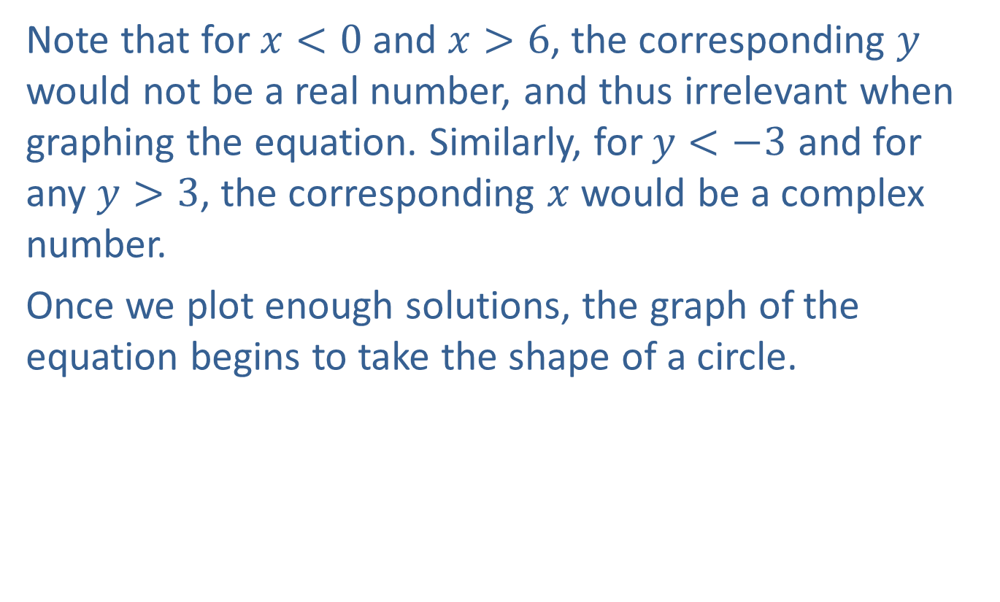 Note that for x < 0 and x > 6, the corresponding y
would not be a real number, and thus irrelevant when
graphing the equation. Similarly, for y < −3 and for
any y > 3, the corresponding x would be a complex
number.
Once we plot enough solutions, the graph of the
equation begins to take the shape of a circle.